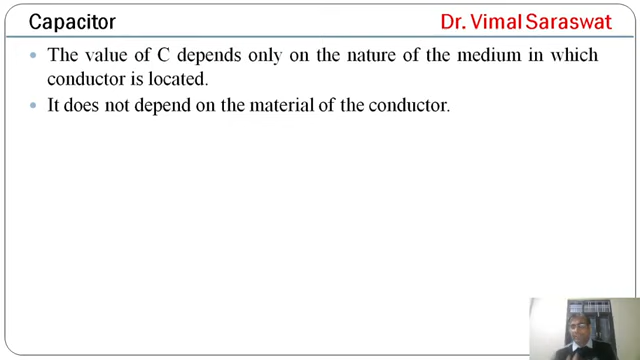 Capacitor
Dr. Vimal Saraswat
The value of C depends only on the nature of the medium in which
conductor is located.
It does not depend on the material of the conductor.